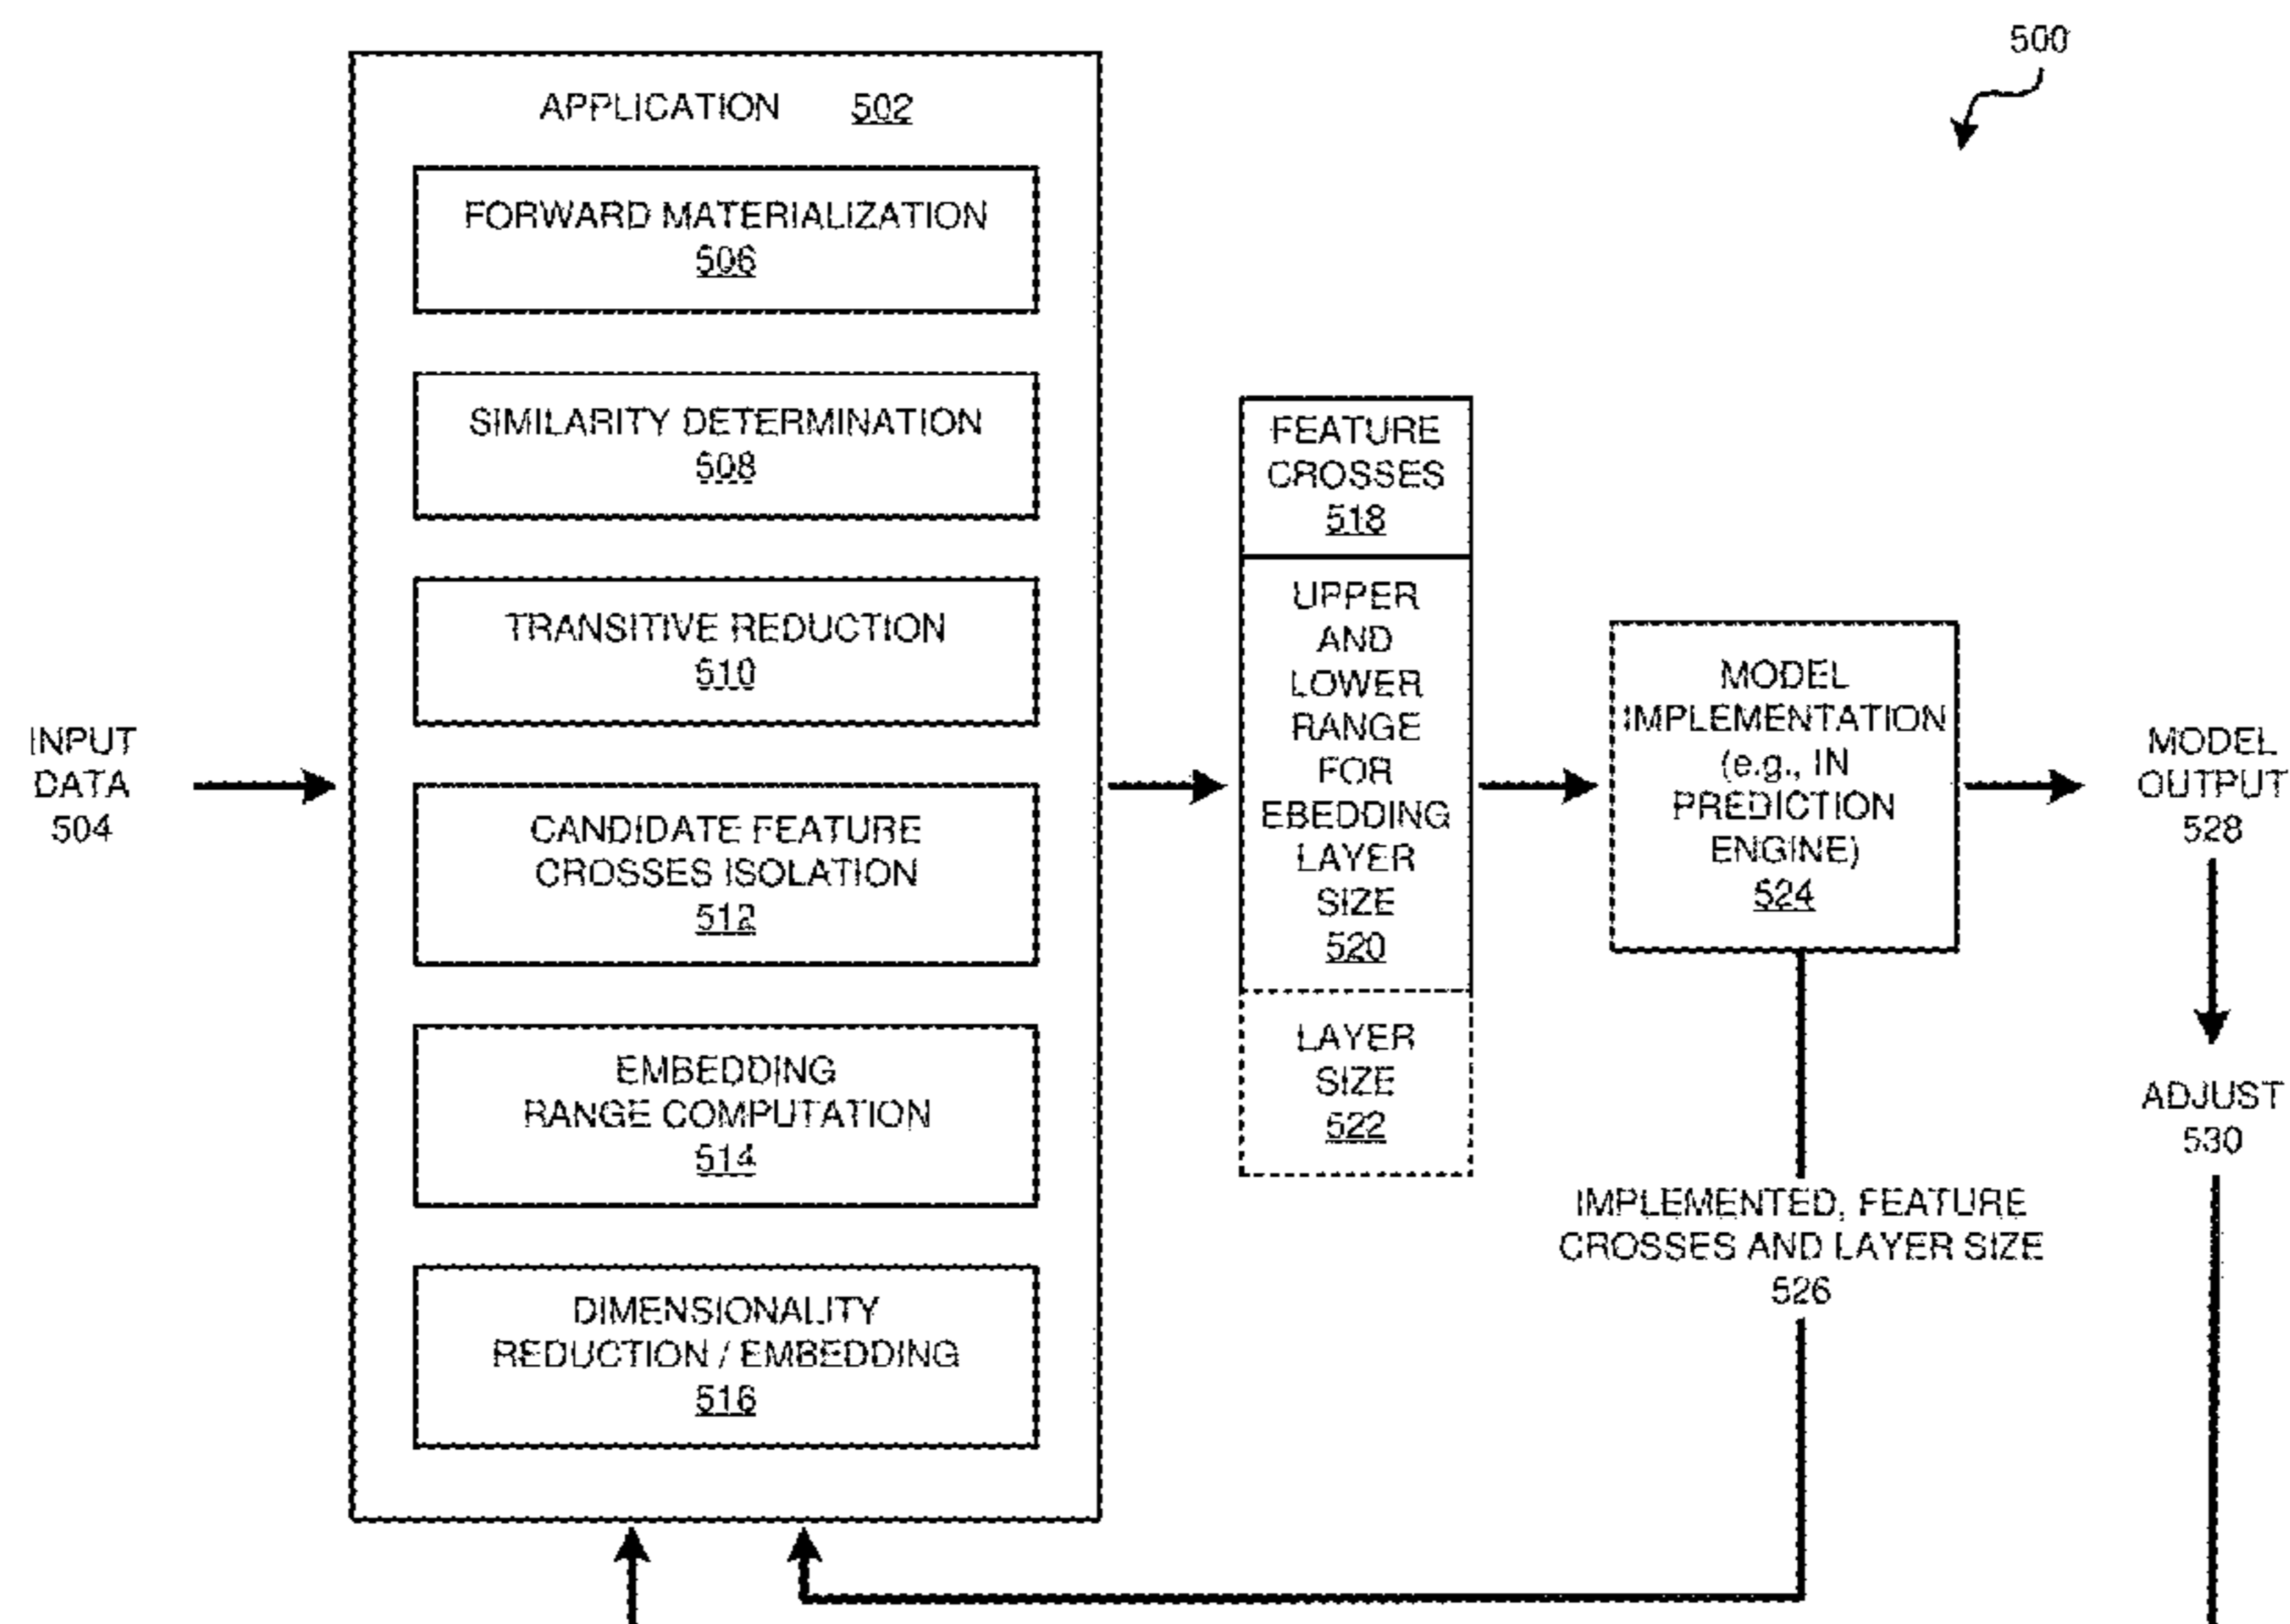 500
APPLICATION 502
FORWARD MATERIALIZATION
506
SIMILARITY DETERMINATION
508
TRANSITIVE REDUCTION
510
CANDIDATE FEATURE
CROSSES ISOLATION
512
EMBEDDING
RANGE COMPUTATION
514
DIMENSIONALITY
REDUCTION / EMBEDDING
516
INPUT
DATA
504
FEATURE
CROSSES
518
UPPER
AND
LOWER
RANGE
FOR
EBEDDING
LAYER
SIZE
520
LAYER
SIZE
522
MODEL
IMPLEMENTATION
(e.g., IN
PREDICTION
ENGINE)
524
IMPLEMENTED, FEATURE
CROSSES AND LAYER SIZE
526
MODEL
OUTPUT
528
ADJUST
530